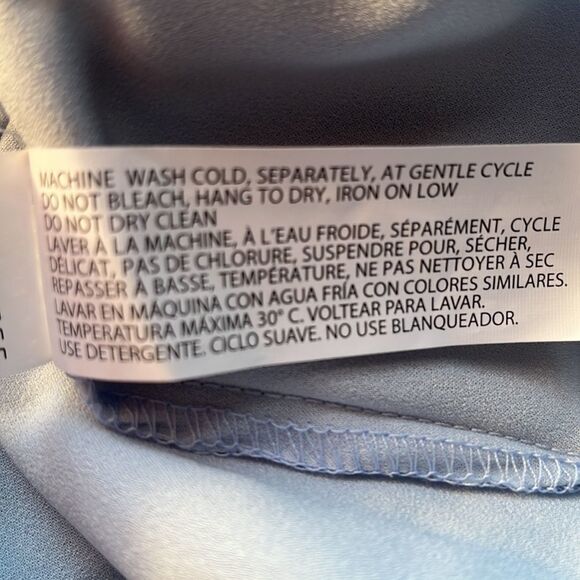 MACHINE WASH COLD, SEPARATELY, AT GENTLE CYCLE
DO NOT BLEACH, HANG TO DRY, IRON ON LOW
DO NOT DRY CLEAN
LAVER À LA MACHINE, À L'EAU FROIDE, SÉPARÉMENT, CYCLE
DÉLICAT, PAS DE CHLORURE, SUSPENDRE POUR, SÉCHER,
REPASSER À BASSE, TEMPÉRATURE, NE PAS NETTOYER À SEC
LAVAR EN MÁQUINA CON AGUA FRÍA CON COLORES SIMILARES.
TEMPERATURA MÁXIMA 30° C. VOLTEAR PARA LAVAR.
USE DETERGENTE. CICLO SUAVE. NO USE BLANQUEADOR.